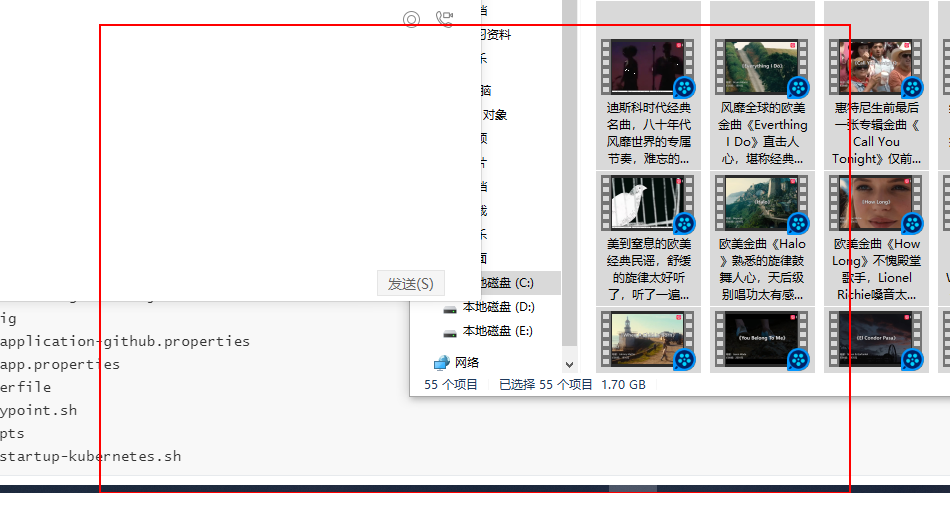 当
习资料
乐
脑
对象
频
片
当
戏
乐
面
地磁盘 (C:)
本地磁盘 (D:)
本地磁盘 (E:)
网络
迪斯科时代经典
名曲，八十年代
风靡世界的专属
节奏，难忘的...
风靡全球的欧美
金曲《Everthing
I Do》直击人
心，堪称经典...
惠特尼生前最后
一张专辑金曲《
Call You
Tonight》仅前...
美到窒息的欧美
经典民谣，舒缓
的旋律太好听
了，听了一遍...
欧美金曲《Halo
》熟悉的旋律鼓
舞人心，天后级
别唱功太有感...
欧美金曲《How
Long》不愧殿堂
歌手，Lionel
Richie嗓音太...
《Everything I Do》
《Halo》
《How Long》
《You Belong To Me》
《El Condor Pasa》
55 个项目 已选择 55 个项目 1.70 GB
发送(S)
ig
application-github.properties
app.properties
erfile
ypoint.sh
pts
startup-kubernetes.sh